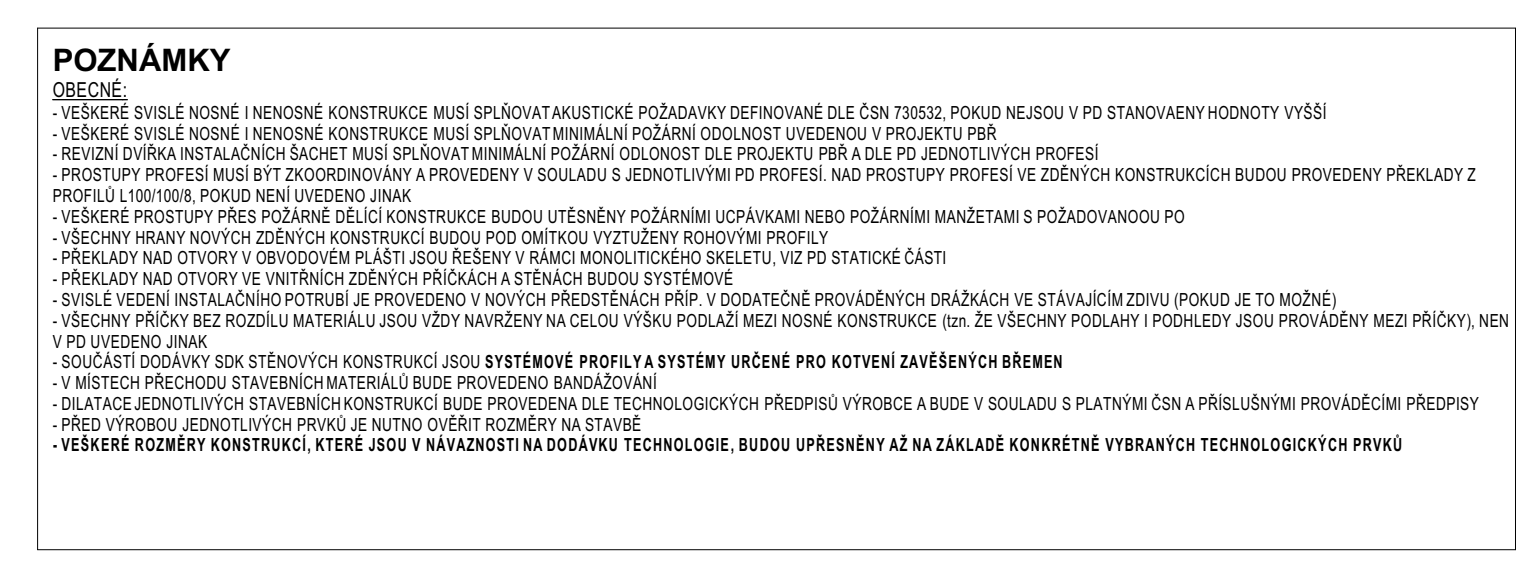 POZNÁMKY
OBECNÉ:
- VEŠKERÉ SVISLÉ NOSNÉ I NENOSNÉ KONSTRUKCE MUSÍ SPLŇOVAT AKUSTICKÉ POŽADAVKY DEFINOVANÉ DLE ČSN 730532, POKUD NEJSOU V PD STANOVAENY HODNOTY VYŠŠÍ
- VEŠKERÉ SVISLÉ NOSNÉ I NENOSNÉ KONSTRUKCE MUSÍ SPLŇOVAT MINIMÁLNÍ POŽÁRNÍ ODOLNOST UVEDENOU V PROJEKTU PBŘ
- REVIZNÍ DVÍŘKA INSTALAČNÍCH ŠACHET MUSÍ SPLŇOVAT MINIMÁLNÍ POŽÁRNÍ ODLONOST DLE PROJEKTU PBŘ A DLE PD JEDNOTLIVÝCH PROFESÍ
- PROSTUPY PROFESÍ MUSÍ BÝT ZKOORDINOVÁNY A PROVEDENY V SOULADU S JEDNOTLIVÝMI PD PROFESÍ. NAD PROSTUPY PROFESÍ VE ZDĚNÝCH KONSTRUKCÍCH BUDOU PROVEDENY PŘEKLADY Z
PROFILŮ L100/100/8, POKUD NENÍ UVEDENO JINAK
- VEŠKERÉ PROSTUPY PŘES POŽÁRNĚ DĚLÍCÍ KONSTRUKCE BUDOU UTĚSNĚNY POŽÁRNÍMI UCPÁVKAMI NEBO POŽÁRNÍMI MANŽETAMI S POŽADOVANOOU PO
- VŠECHNY HRANY NOVÝCH ZDĚNÝCH KONSTRUKCÍ BUDOU POD OMÍTKOU VYZTUŽENY ROHOVÝMI PROFILY
- PŘEKLADY NAD OTVORY V OBVODOVÉM PLÁŠTI JSOU ŘEŠENY V RÁMCI MONOLITICKÉHO SKELETU, VIZ PD STATICKÉ ČÁSTI
- PŘEKLADY NAD OTVORY VE VNITŘNÍCH ZDĚNÝCH PŘÍČKÁCH A STĚNÁCH BUDOU SYSTÉMOVÉ
- SVISLÉ VEDENÍ INSTALAČNÍHO POTRUBÍ JE PROVEDENO V NOVÝCH PŘEDSTĚNÁCH PŘÍP. V DODATEČNĚ PROVÁDĚNÝCH DRÁŽKÁCH VE STÁVAJÍCÍM ZDIVU (POKUD JE TO MOŽNÉ)
- VŠECHNY PŘÍČKY BEZ ROZDÍLU MATERIÁLU JSOU VŽDY NAVRŽENY NA CELOU VÝŠKU PODLAŽÍ MEZI NOSNÉ KONSTRUKCE (tzn. ŽE VŠECHNY PODLAHY I PODHLEDY JSOU PROVÁDĚNY MEZI PŘÍČKY), NEN
V PD UVEDENO JINAK
- SOUČÁSTÍ DODÁVKY SDK STĚNOVÝCH KONSTRUKCÍ JSOU SYSTÉMOVÉ PROFILY A SYSTÉMY URČENÉ PRO KOTVENÍ ZAVĚŠENÝCH BŘEMEN
- V MÍSTECH PŘECHODU STAVEBNÍCH MATERIÁLŮ BUDE PROVEDENO BANDÁŽOVÁNÍ
- DILATACE JEDNOTLIVÝCH STAVEBNÍCH KONSTRUKCÍ BUDE PROVEDENA DLE TECHNOLOGICKÝCH PŘEDPISŮ VÝROBCE A BUDE V SOULADU S PLATNÝMI ČSN A PŘÍSLUŠNÝMI PROVÁDĚCÍMI PŘEDPISY
- PŘED VÝROBOU JEDNOTLIVÝCH PRVKŮ JE NUTNO OVĚŘIT ROZMĚRY NA STAVBĚ
- VEŠKERÉ ROZMĚRY KONSTRUKCÍ, KTERÉ JSOU V NÁVAZNOSTI NA DODÁVKU TECHNOLOGIE, BUDOU UPŘESNĚNY AŽ NA ZÁKLADĚ KONKRÉTNĚ VYBRANÝCH TECHNOLOGICKÝCH PRVKŮ